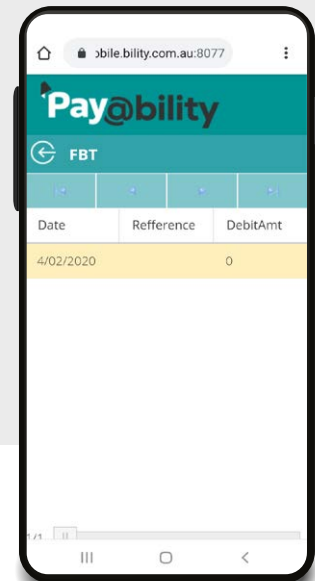 obile.bility.com.au:8077
Pay@bility
FBT
Date Refference DebitAmt
4/02/2020 0
1/1